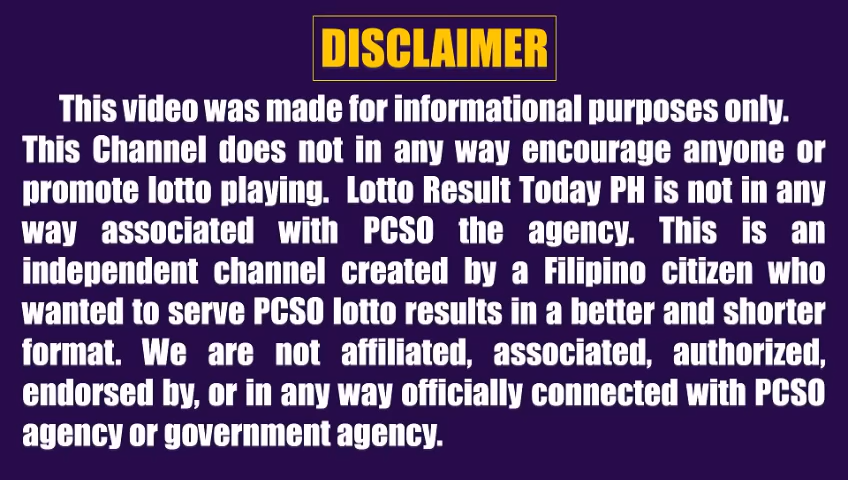 DISCLAIMER
This video was made for informational purposes only.
This Channel does not in any way encourage anyone or
promote lotto playing. Lotto Result Today PH is not in any
way associated with PCSO the agency. This is an
independent channel created by a Filipino citizen who
wanted to serve PCSO lotto results in a better and shorter
format. We are not affiliated, associated, authorized,
endorsed by, or in any way officially connected with PCSO
agency or government agency.